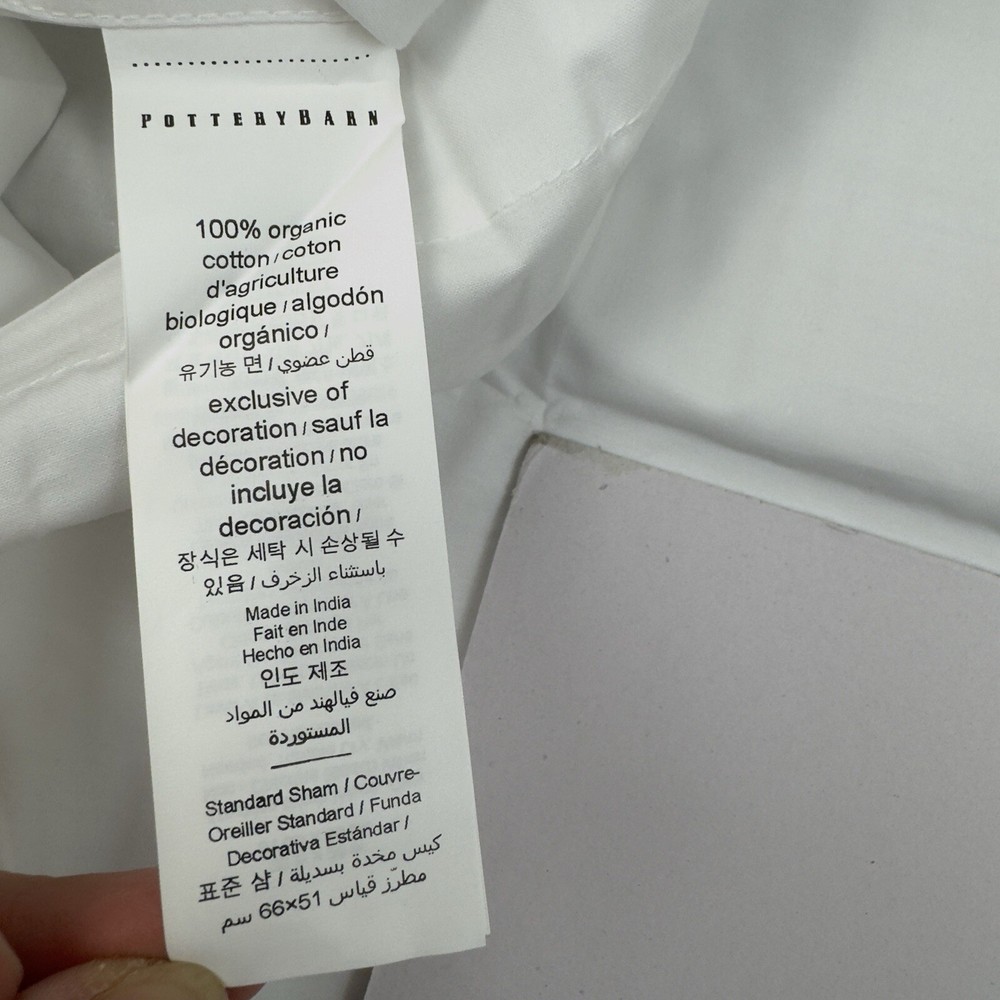 POTTERYBARN
100% organic
cotton / coton
d'agriculture
biologique / algodón
orgánico /
유기농 면 / قطن عضوي
exclusive of
decoration / sauf la
décoration / no
incluye la
decoración /
장식은 세탁 시 손상될 수
있음 / باستثناء الزخرف
Made in India
Fait en Inde
Hecho en India
인도 제조
صنع فيالهند من المواد
المستوردة
Standard Sham / Couvre-
Oreiller Standard / Funda
Decorativa Estándar /
표준 샴 / كيس مخدة بسديلة
مطرّز قياس 51×66 سم